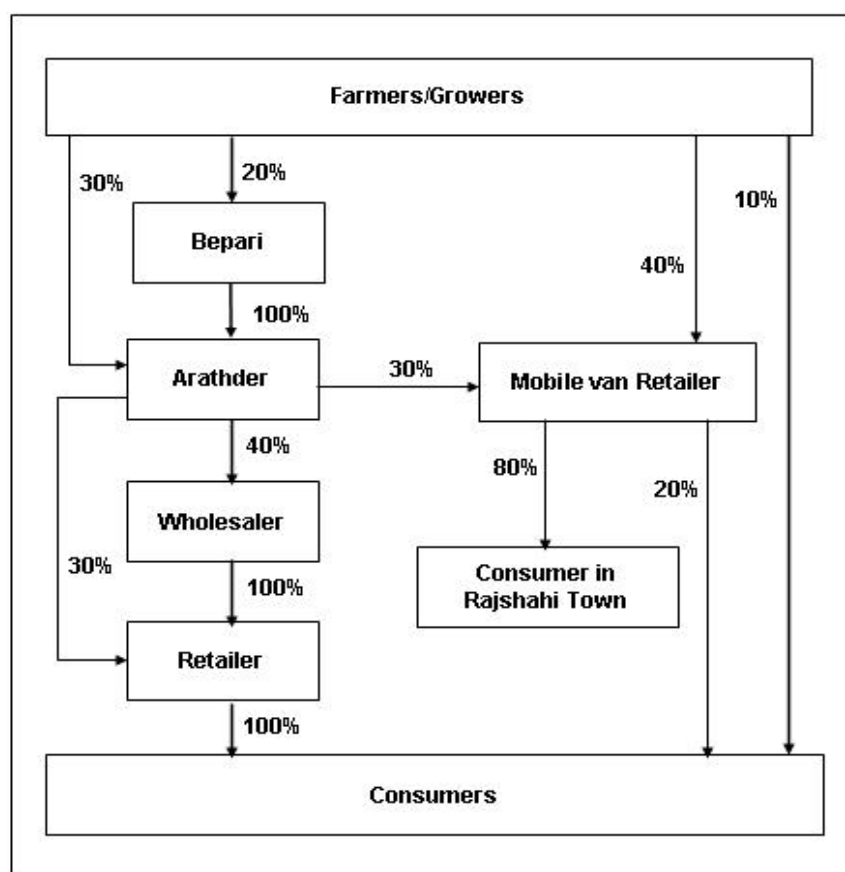 Farmers/Growers
30%
20%
40%
10%
Bepari
100%
Arathder
30%
Mobile van Retailer
40%
80%
20%
Wholesaler
30%
100%
Consumer in
Rajshahi Town
Retailer
100%
Consumers